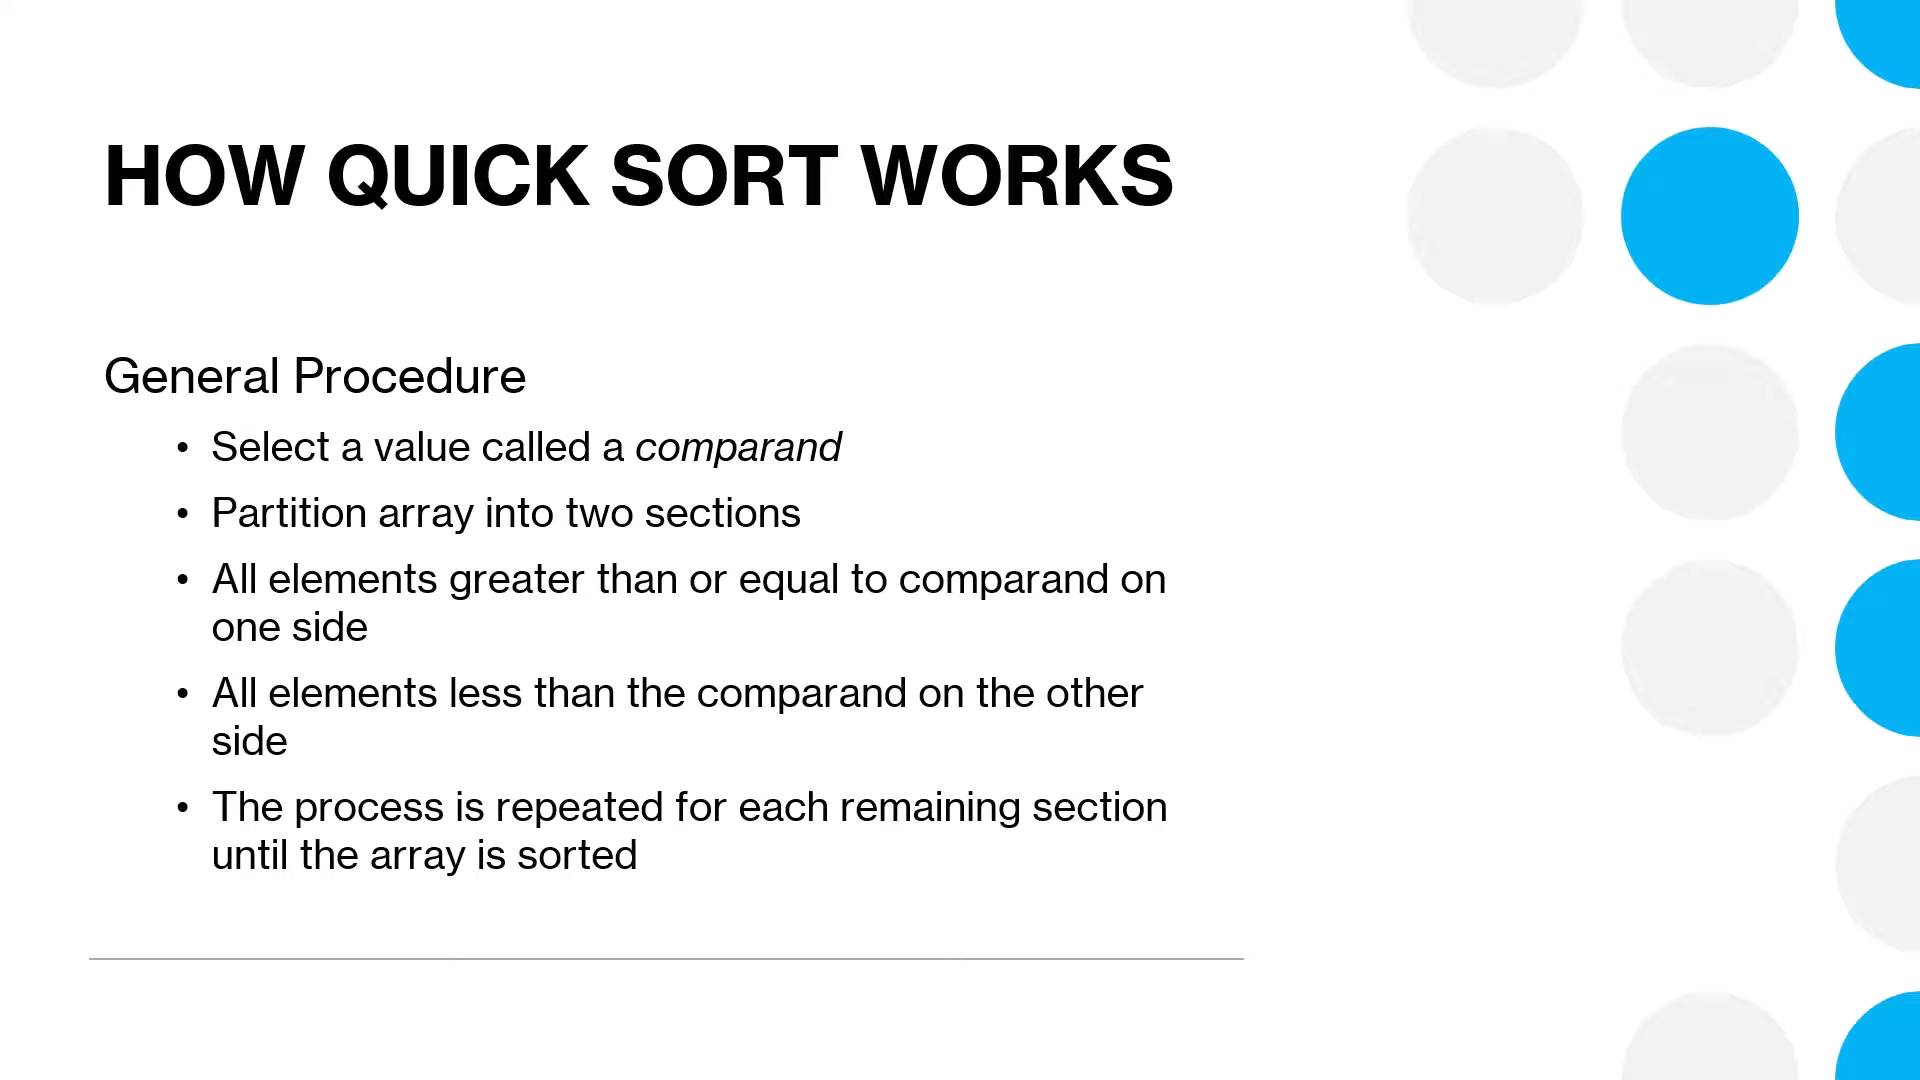 HOW QUICK SORT WORKS
General Procedure
• Select a value called a comparand
• Partition array into two sections
• All elements greater than or equal to comparand on
one side
• All elements less than the comparand on the other
side
• The process is repeated for each remaining section
until the array is sorted